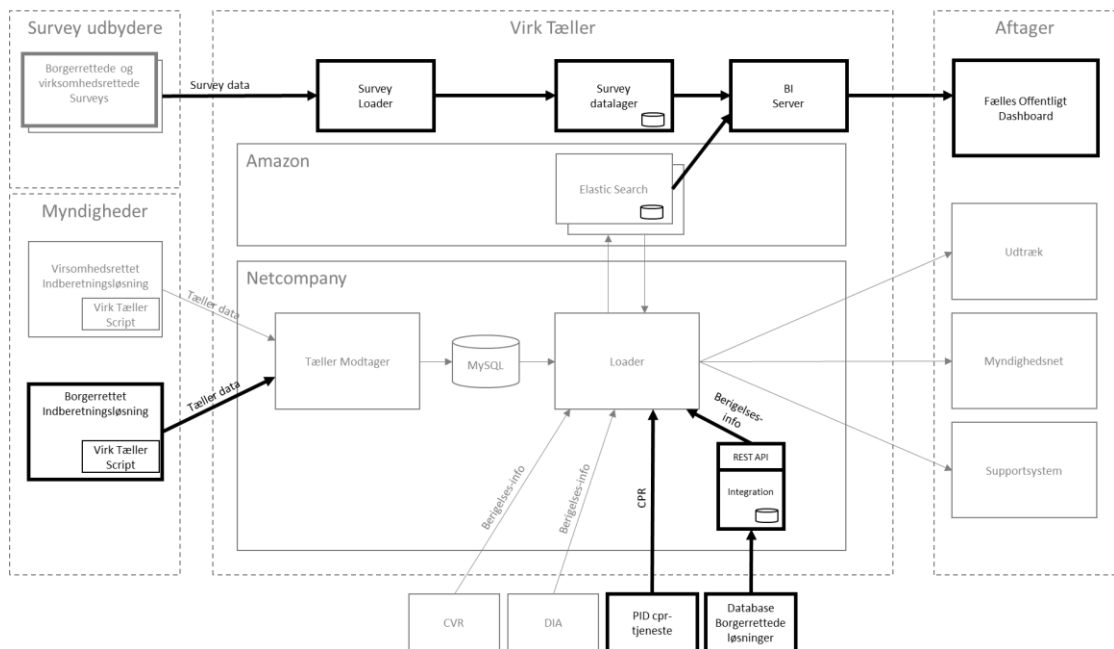 Survey udbydere
Virk Tæller
Aftager
Borgerrettede og
virksomhedsrettede
Surveys
Survey data
Survey
Loader
Survey
datalager
BI
Server
Fælles Offentligt
Dashboard
Amazon
Elastic Search
Myndigheder
Virsomhedsrettet
Indberetningsløsning
Virk Tæller
Script
Tæller data
Netcompany
Tæller Modtager
MySQL
Loader
Udtræk
Myndighedsnet
Supportsystem
Borgerrettet
Indberetningsløsning
Virk Tæller
Script
Tæller data
Berigelses-info
Berigelses-info
CPR
Berigelses-
info
REST API
Integration
CVR
DIA
PID cpr-
tjeneste
Database
Borgerrettede
løsninger